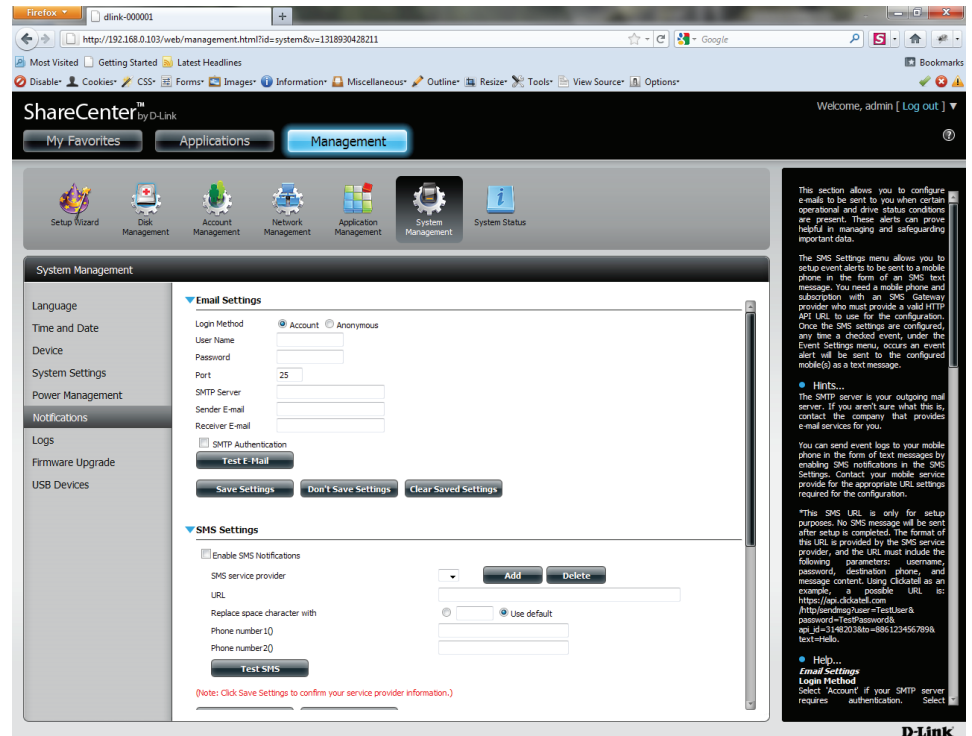 Firefox
dlink-000001
http://192.168.0.103/web/management.html?id=system&v=1318930428211
Google
Most Visited Getting Started Latest Headlines Bookmarks
Disable Cookies CSS Forms Images Information Miscellaneous Outline Resize Tools View Source Options
ShareCenter™ by D-Link
Welcome, admin [ Log out ]
My Favorites Applications Management
Setup Wizard
Disk Management
Account Management
Network Management
Application Management
System Management
System Status
System Management
Language
Time and Date
Device
System Settings
Power Management
Notifications
Logs
Firmware Upgrade
USB Devices
Email Settings
Login Method Account Anonymous
User Name
Password
Port 25
SMTP Server
Sender E-mail
Receiver E-mail
SMTP Authentication
Test E-Mail
Save Settings Don't Save Settings Clear Saved Settings
SMS Settings
Enable SMS Notifications
SMS service provider Add Delete
URL
Replace space character with Use default
Phone number1()
Phone number2()
Test SMS
(Note: Click Save Settings to confirm your service provider information.)
This section allows you to configure
e-mails to be sent to you when certain
operational and drive status conditions
are present. These alerts can prove
helpful in managing and safeguarding
important data.
The SMS Settings menu allows you to
setup event alerts to be sent to a mobile
phone in the form of an SMS text
message. You need a mobile phone and
subscription with an SMS Gateway
provider who must provide a valid HTTP
API URL to use for the configuration.
Once the SMS settings are configured,
any time a checked event, under the
Event Settings menu, occurs an event
alert will be sent to the configured
mobile(s) as a text message.
Hints...
The SMTP server is your outgoing mail
server. If you aren't sure what this is,
contact the company that provides
e-mail services for you.
You can send event logs to your mobile
phone in the form of text messages by
enabling SMS notifications in the SMS
Settings. Contact your mobile service
provide for the appropriate URL settings
required for the configuration.
*This SMS URL is only for setup
purposes. No SMS message will be sent
after setup is completed. The format of
this URL is provided by the SMS service
provider, and the URL must include the
following parameters: username,
password, destination phone, and
message content. Using Clickatell as an
example, a possible URL is:
https://api.clickatell.com
/http/sendmsg?user=TestUser&
password=TestPassword&
api_id=3148203&to=886123456789&
text=Hello.
Help...
Email Settings
Login Method
Select 'Account' if your SMTP server
requires authentication. Select
D-Link